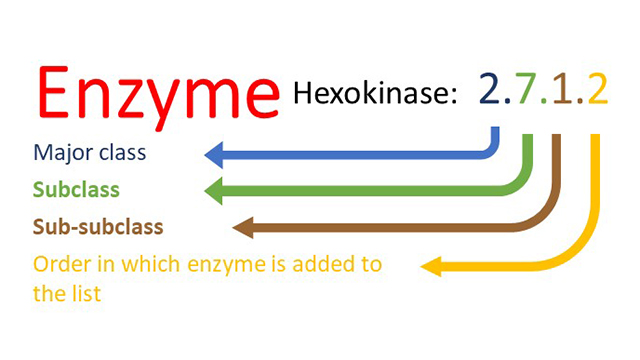 Enzyme Hexokinase: 2.7.1.2
Major class
Subclass
Sub-subclass
Order in which enzyme is added to
the list